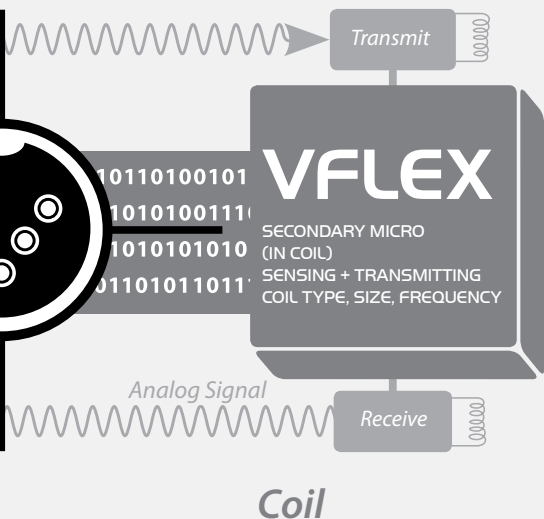 Transmit
VFLEX
10110100101
10101001110
SECONDARY MICRO
(IN COIL)
1010101010
SENSING + TRANSMITTING
01101011011
COIL TYPE, SIZE, FREQUENCY
Analog Signal
Receive
Coil